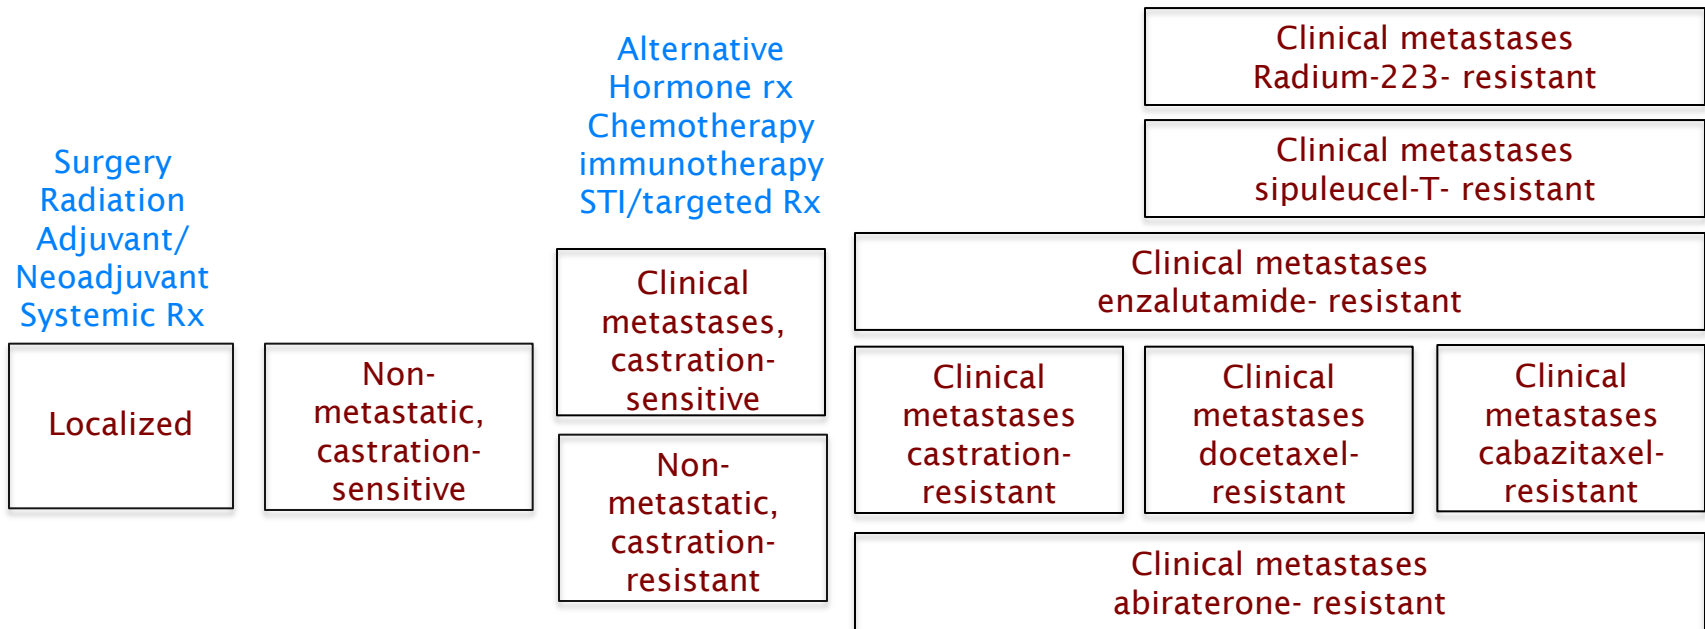 Surgery
Radiation
Adjuvant/
Neoadjuvant
Systemic Rx
Localized
Non-
metastatic,
castration-
sensitive
Alternative
Hormone rx
Chemotherapy
immunotherapy
STI/targeted Rx
Clinical
metastases,
castration-
sensitive
Non-
metastatic,
castration-
resistant
Clinical metastases
Radium-223- resistant
Clinical metastases
sipuleucel-T- resistant
Clinical metastases
enzalutamide- resistant
Clinical
metastases
castration-
resistant
Clinical
metastases
docetaxel-
resistant
Clinical
metastases
cabazitaxel-
resistant
Clinical metastases
abiraterone- resistant